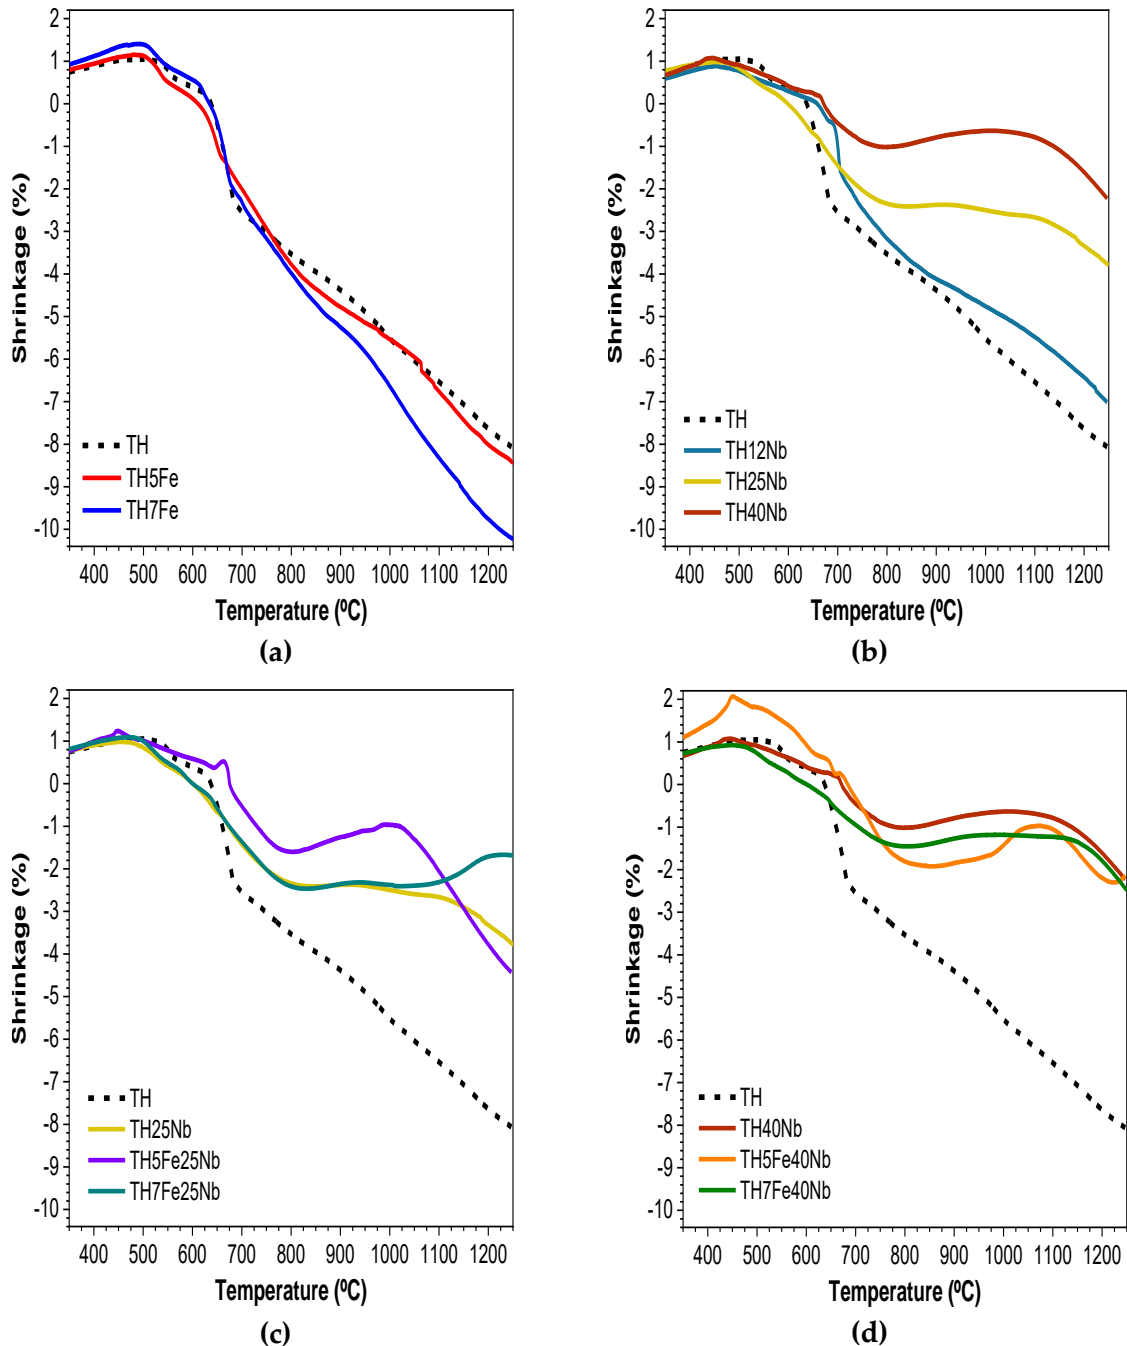 2
1
0
-1
-2
-3
-4
-5
-6
-7
-8
-9
-10
Shrinkage (%)
TH
TH5Fe
TH7Fe
400 500 600 700 800 900 1000 1100 1200
Temperature (ºC)
(a)
2
1
0
-1
-2
-3
-4
-5
-6
-7
-8
-9
-10
Shrinkage (%)
TH
TH12Nb
TH25Nb
TH40Nb
400 500 600 700 800 900 1000 1100 1200
Temperature (ºC)
(b)
2
1
0
-1
-2
-3
-4
-5
-6
-7
-8
-9
-10
Shrinkage (%)
TH
TH25Nb
TH5Fe25Nb
TH7Fe25Nb
400 500 600 700 800 900 1000 1100 1200
Temperature (ºC)
(c)
2
1
0
-1
-2
-3
-4
-5
-6
-7
-8
-9
-10
Shrinkage (%)
TH
TH40Nb
TH5Fe40Nb
TH7Fe40Nb
400 500 600 700 800 900 1000 1100 1200
Temperature (ºC)
(d)